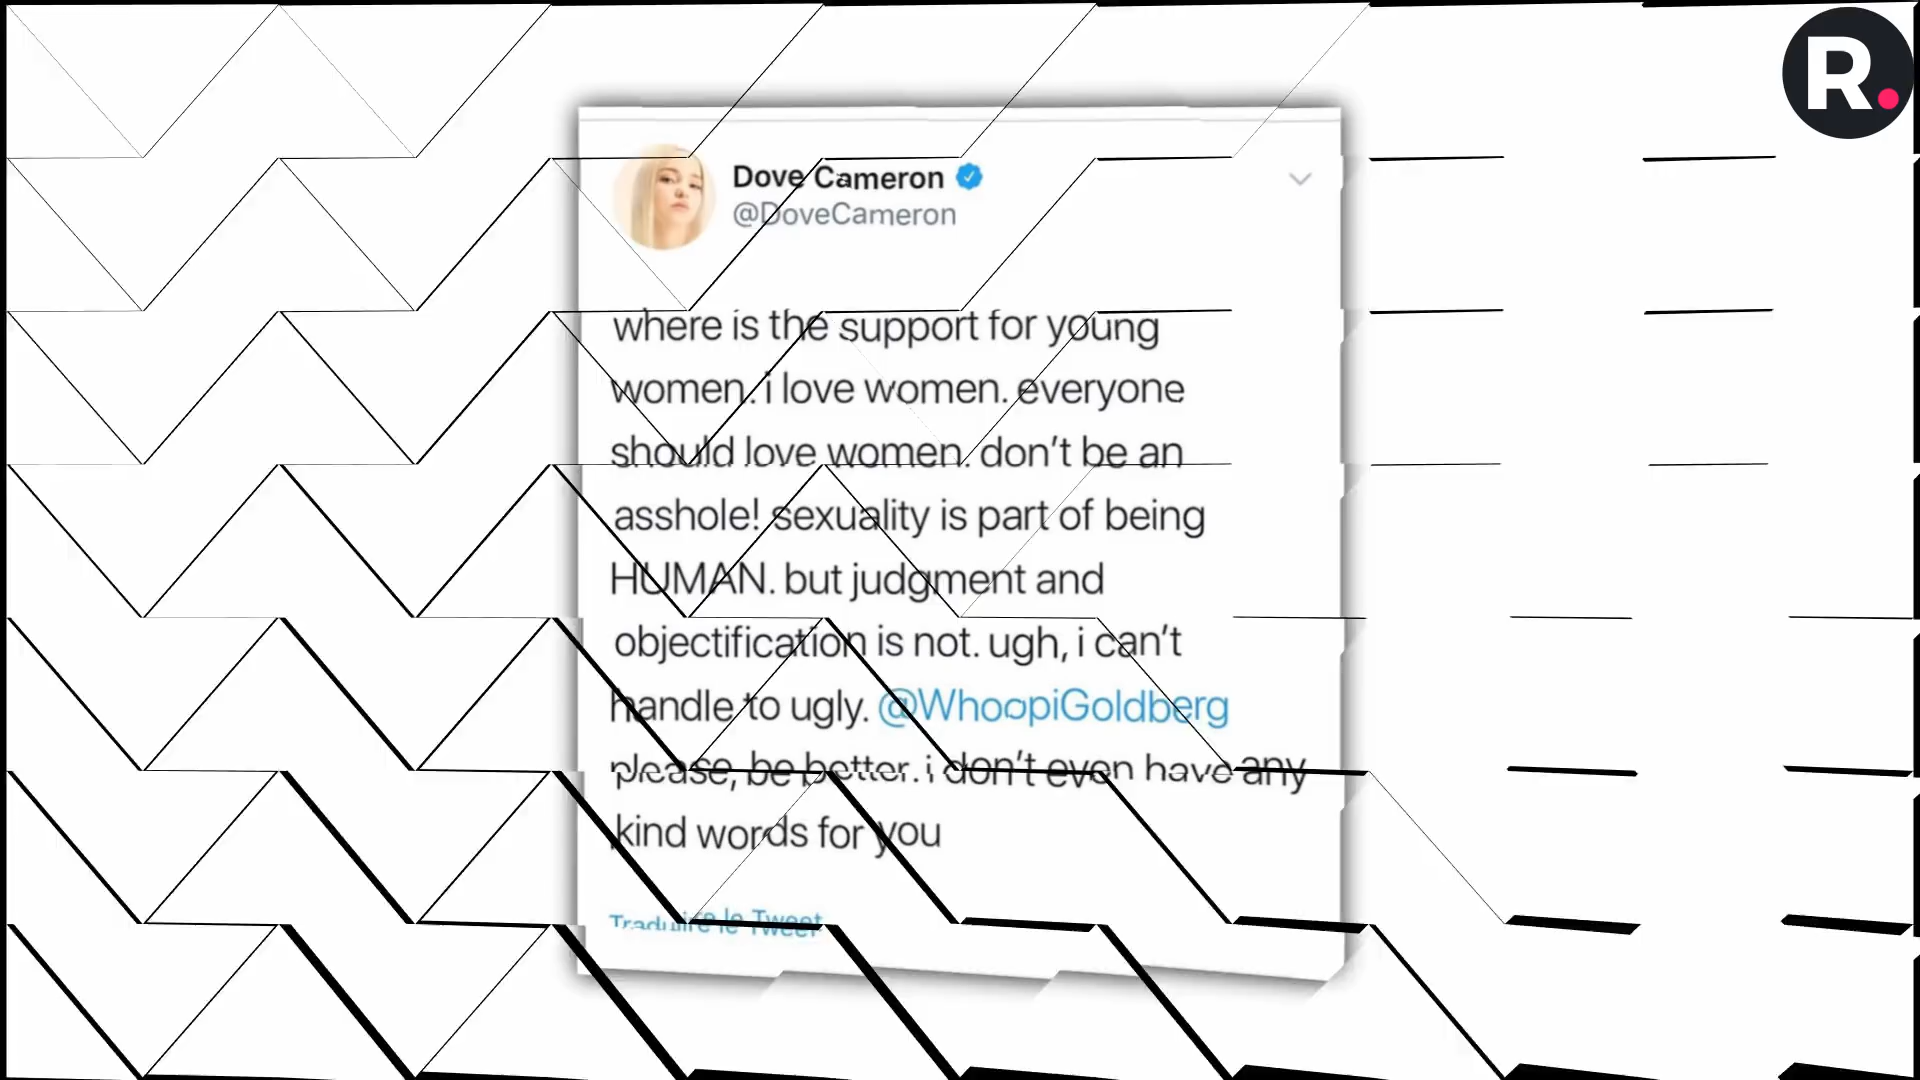 R.
Dove Cameron
@DoveCameron
where is the support for young
women. i love women. everyone
should love women. don't be an
asshole! sexuality is part of being
HUMAN. but judgment and
objectification is not. ugh, i can't
handle to ugly. @WhoopiGoldberg
please, be better. i don't even have any
kind words for you
Traduire le Tweet